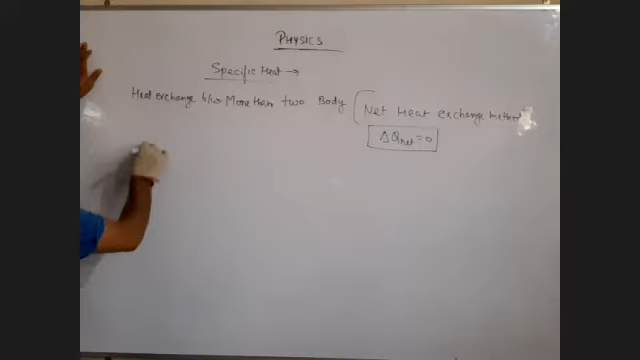 PHYSICS
Specific Heat →
Heat exchange b/w More than two Body [Net Heat exchange method
ΔQnet = 0